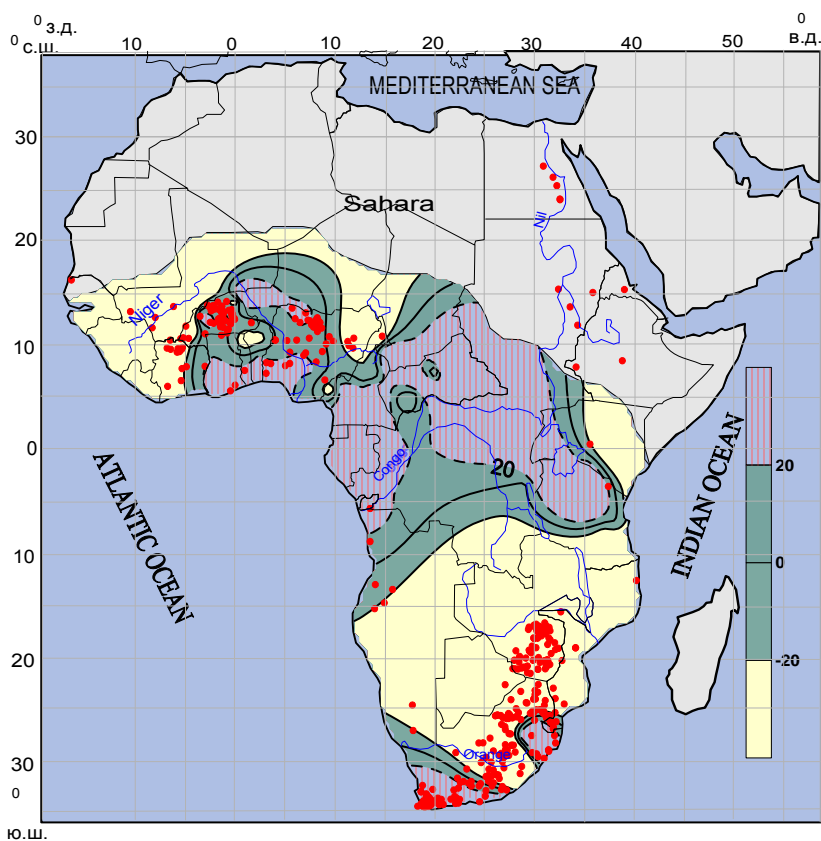 0 з.д. 0
0 с.ш. 10 0 10 20 30 40 50 в.д.
MEDITERRANEAN SEA
30
Sahara
Nil
20
Niger
10
0
Congo
20
ATLANTIC OCEAN
INDIAN OCEAN
20
0
-20
10
20
Orange
30
0
ю.ш.